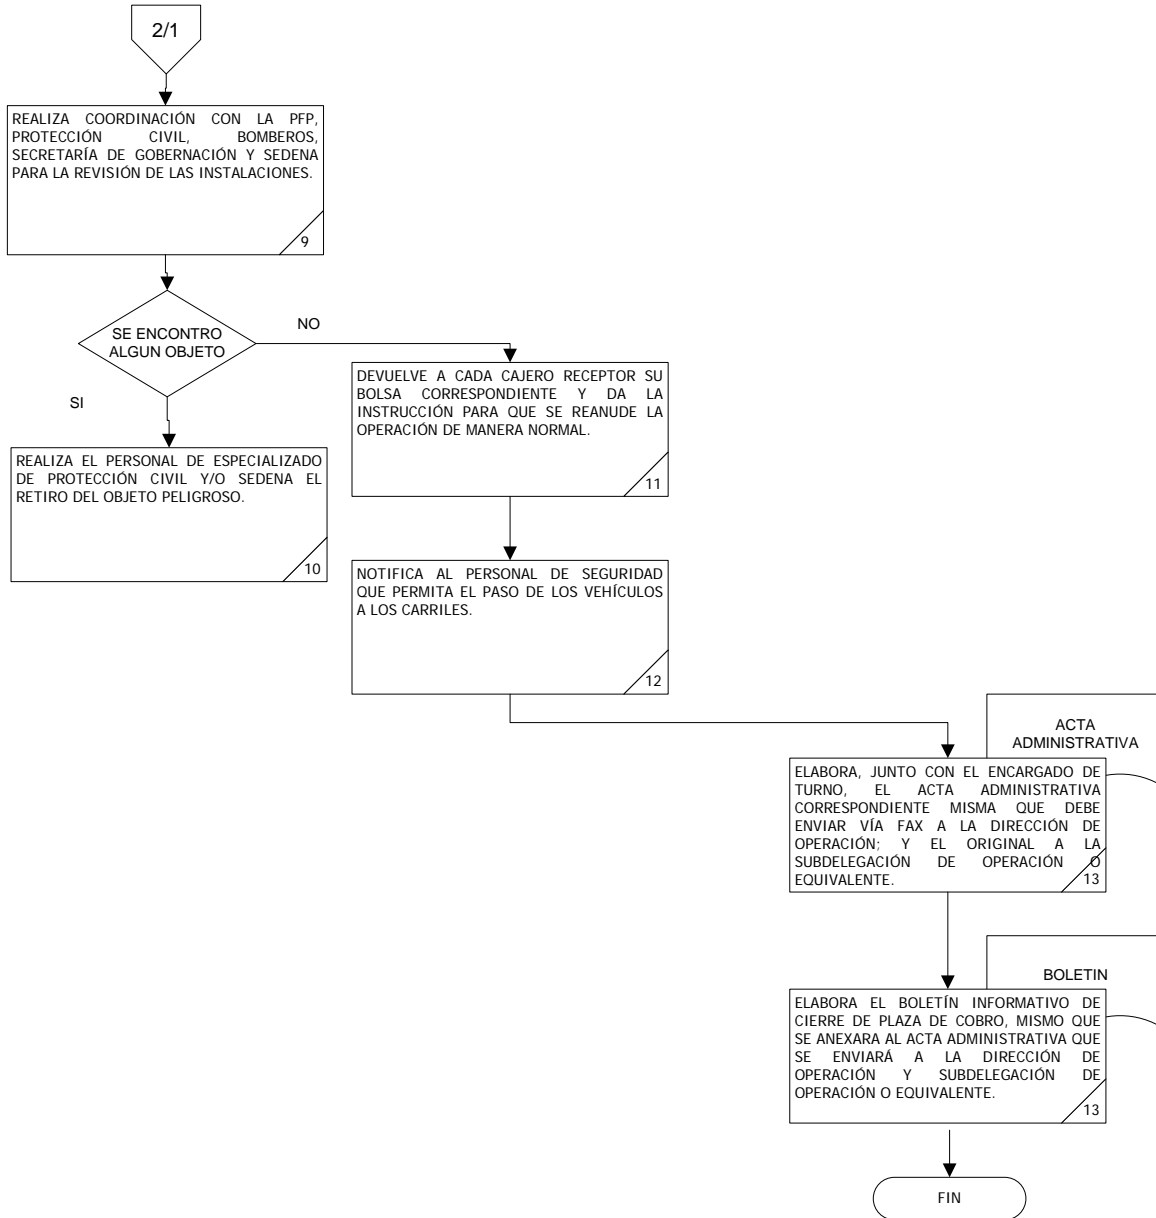 2/1
REALIZA COORDINACIÓN CON LA PFP,
PROTECCIÓN CIVIL, BOMBEROS,
SECRETARÍA DE GOBERNACIÓN Y SEDENA
PARA LA REVISIÓN DE LAS INSTALACIONES.
9
SE ENCONTRO
ALGUN OBJETO
NO
SI
DEVUELVE A CADA CAJERO RECEPTOR SU
BOLSA CORRESPONDIENTE Y DA LA
INSTRUCCIÓN PARA QUE SE REANUDE LA
OPERACIÓN DE MANERA NORMAL.
11
REALIZA EL PERSONAL DE ESPECIALIZADO
DE PROTECCIÓN CIVIL Y/O SEDENA EL
RETIRO DEL OBJETO PELIGROSO.
10
NOTIFICA AL PERSONAL DE SEGURIDAD
QUE PERMITA EL PASO DE LOS VEHÍCULOS
A LOS CARRILES.
12
ACTA
ADMINISTRATIVA
ELABORA, JUNTO CON EL ENCARGADO DE
TURNO, EL ACTA ADMINISTRATIVA
CORRESPONDIENTE MISMA QUE DEBE
ENVIAR VÍA FAX A LA DIRECCIÓN DE
OPERACIÓN; Y EL ORIGINAL A LA
SUBDELEGACIÓN DE OPERACIÓN O
EQUIVALENTE.
13
BOLETIN
ELABORA EL BOLETÍN INFORMATIVO DE
CIERRE DE PLAZA DE COBRO, MISMO QUE
SE ANEXARA AL ACTA ADMINISTRATIVA QUE
SE ENVIARÁ A LA DIRECCIÓN DE
OPERACIÓN Y SUBDELEGACIÓN DE
OPERACIÓN O EQUIVALENTE.
13
FIN